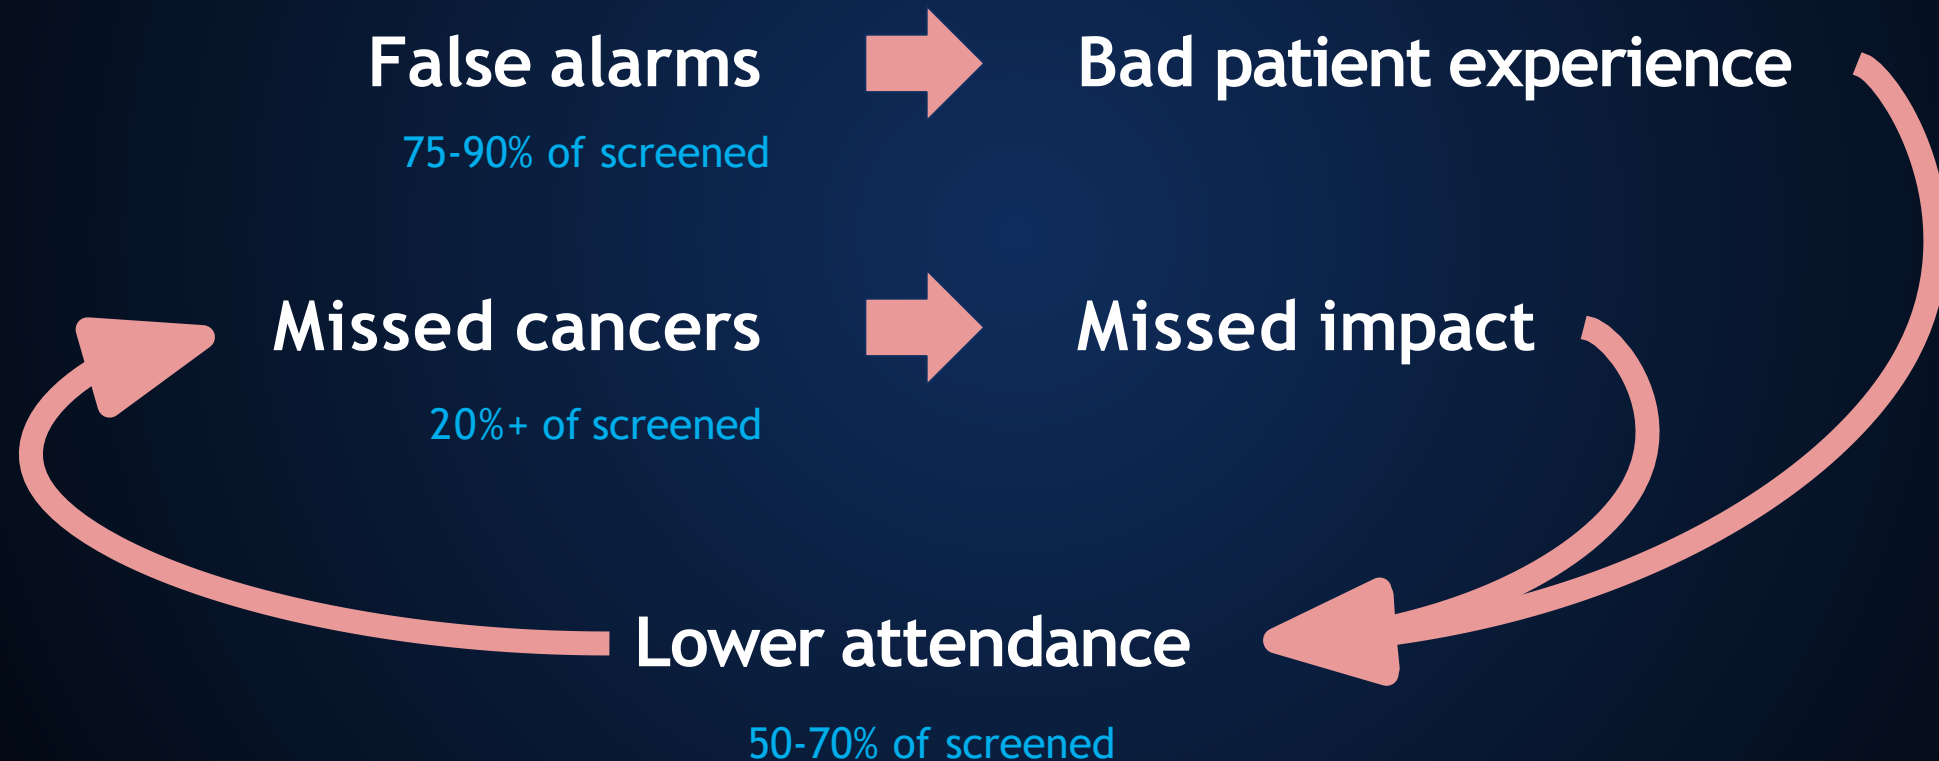 False alarms
Bad patient experience
75-90% of screened
Missed cancers
Missed impact
20%+ of screened
Lower attendance
50-70% of screened